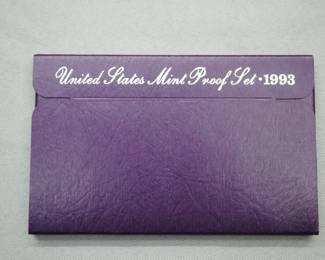 United States Mint Proof Set • 1993